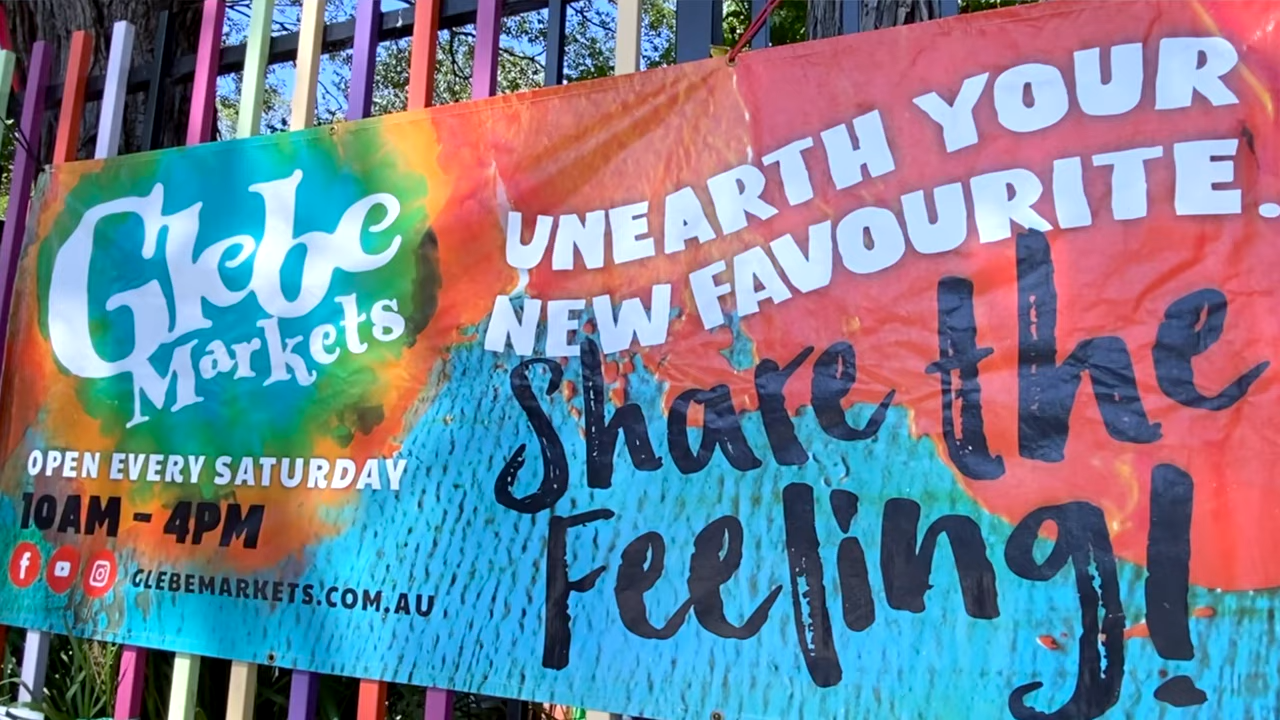 Glebe
Markets
OPEN EVERY SATURDAY
10AM - 4PM
GLEBEMARKETS.COM.AU
UNEARTH YOUR
NEW FAVOURITE.
Share the
Feeling!